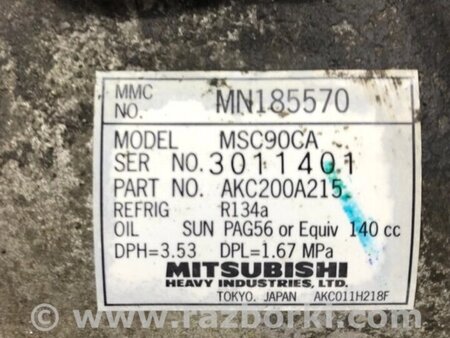 MMC NO. MN185570
MODEL MSC90CA
SER NO. 3011401
PART NO. AKC200A215
REFRIG R134a
OIL SUN PAG56 or Equiv 140 cc
DPH=3.53 DPL=1.67 MPa
MITSUBISHI
HEAVY INDUSTRIES, LTD.
TOKYO. JAPAN AKC011H218F
www.razborki.com